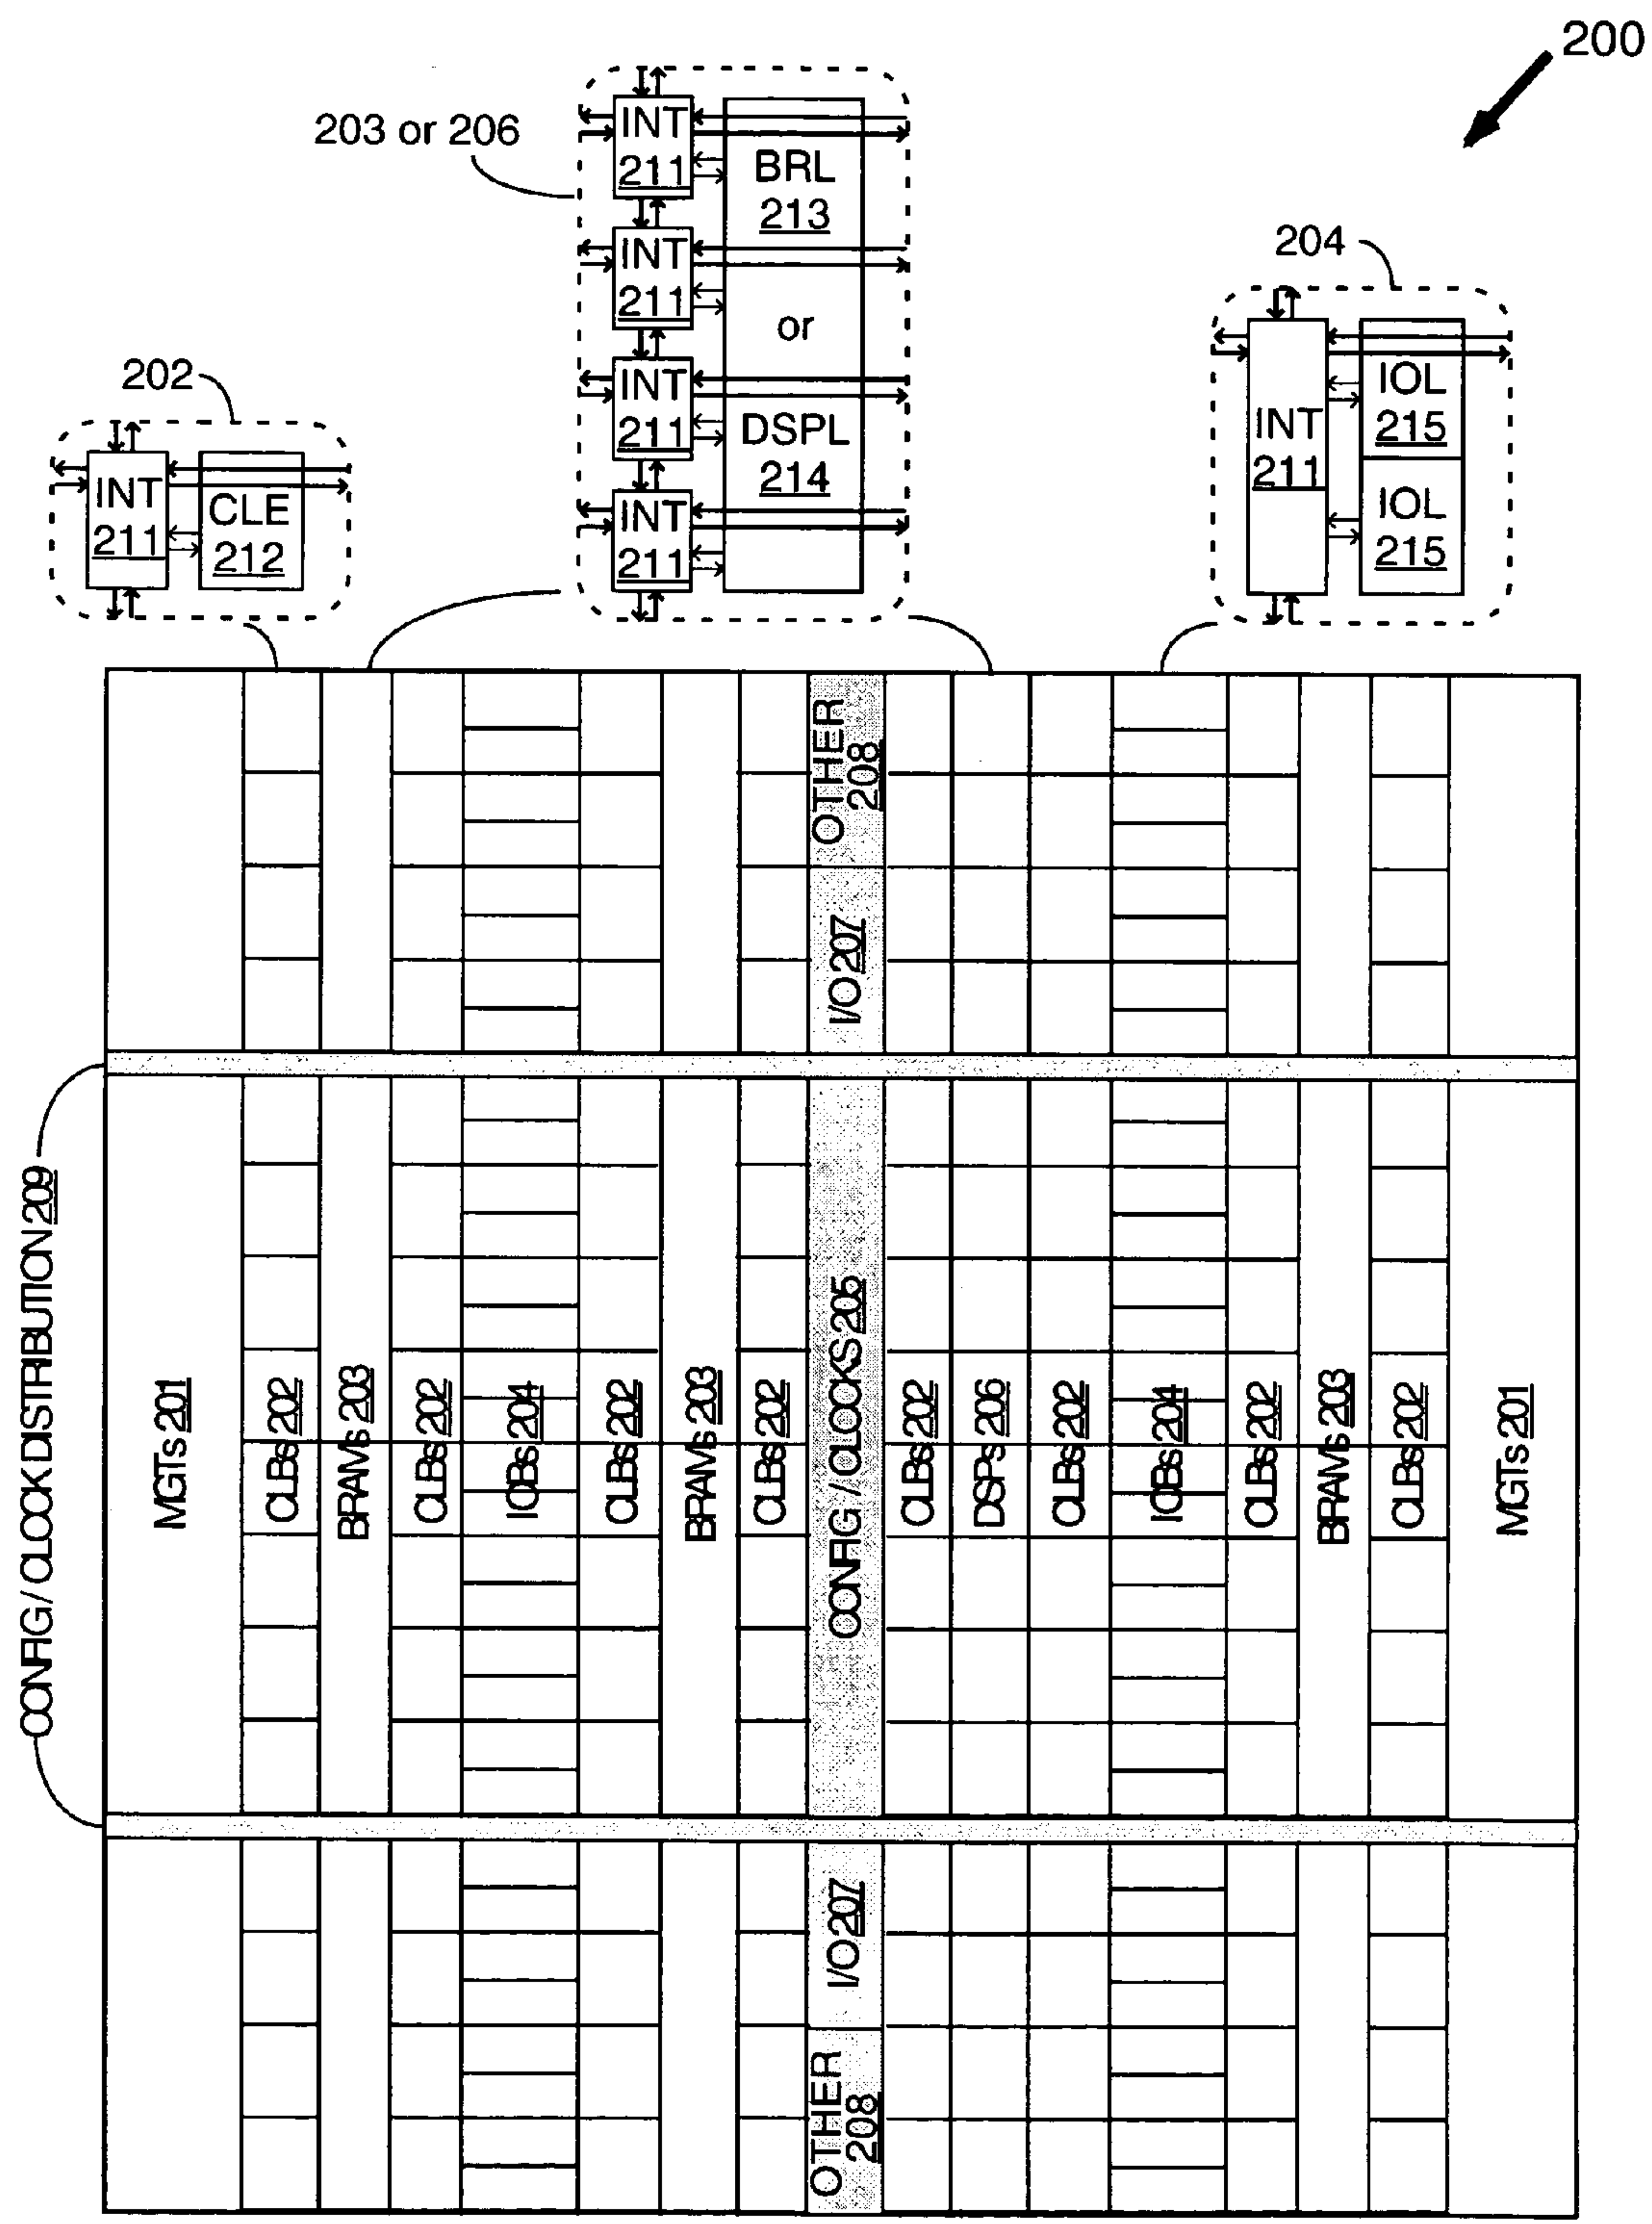 200
203 or 206
INT
211
BRL
213
INT
211
or
INT
211
DSPL
214
INT
211
204
INT
211
IOL
215
IOL
215
202
INT
211
CLE
212
OTHER
208
I/O 207
CONFIG / CLOCK DISTRIBUTION 209
MGTs 201
CLBs 202
BRAMs 203
CLBs 202
IOBs 204
CLBs 202
BRAMs 203
CLBs 202
CONFIG / CLOCKS 205
CLBs 202
DSPs 206
CLBs 202
IOBs 204
CLBs 202
BRAMs 203
CLBs 202
MGTs 201
I/O 207
OTHER
208